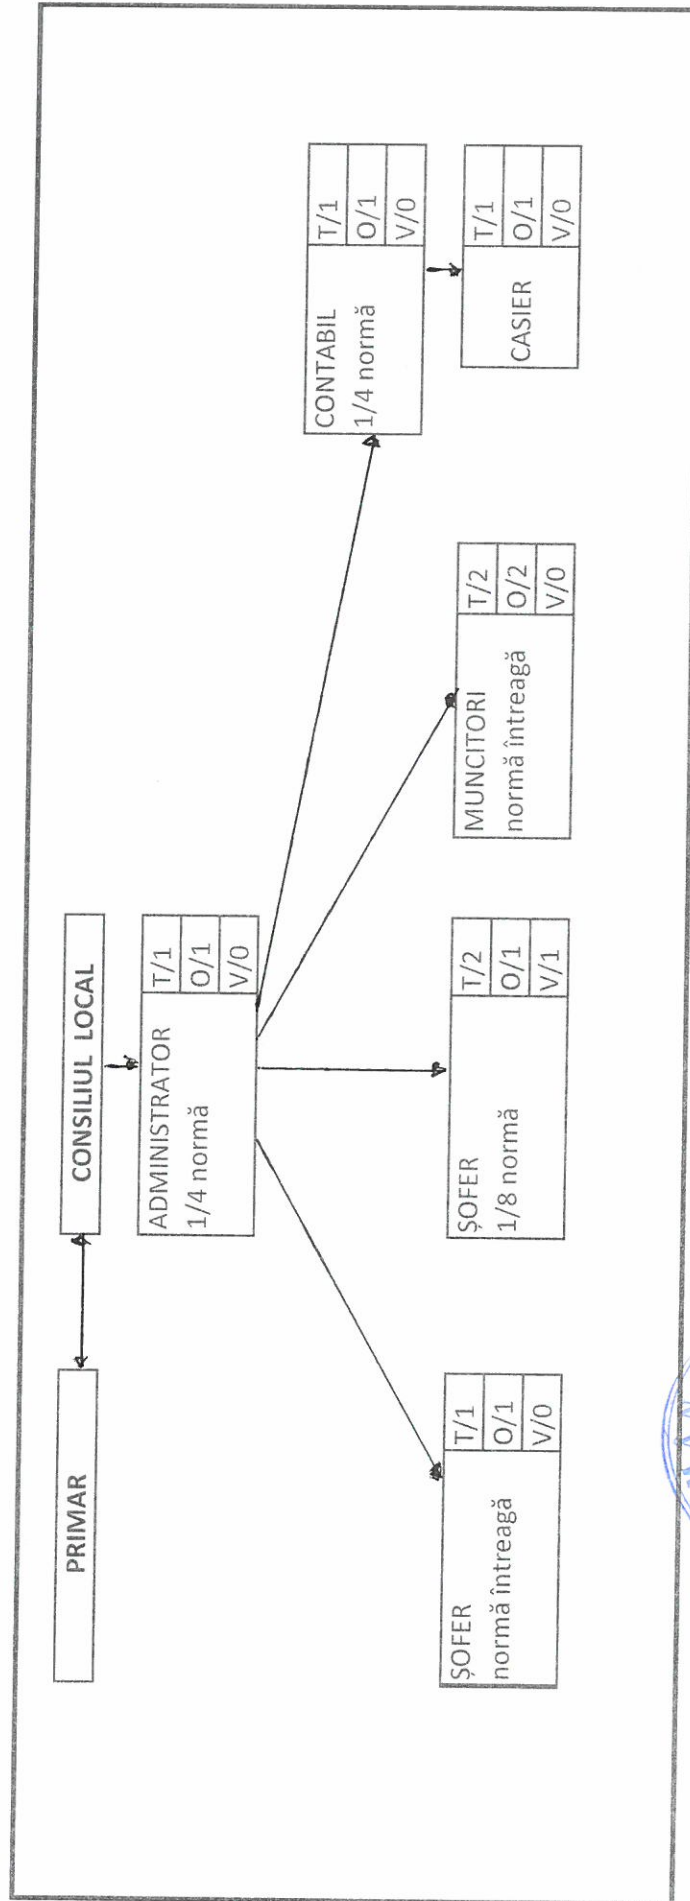 PRIMAR
CONSILIUL LOCAL
ADMINISTRATOR
1/4 normă
T/1
O/1
V/0
ȘOFER
normă întreagă
T/1
O/1
V/0
ȘOFER
1/8 normă
T/2
O/1
V/1
MUNCITORI
normă întreagă
T/2
O/2
V/0
CONTABIL
1/4 normă
T/1
O/1
V/0
CASIER
T/1
O/1
V/0